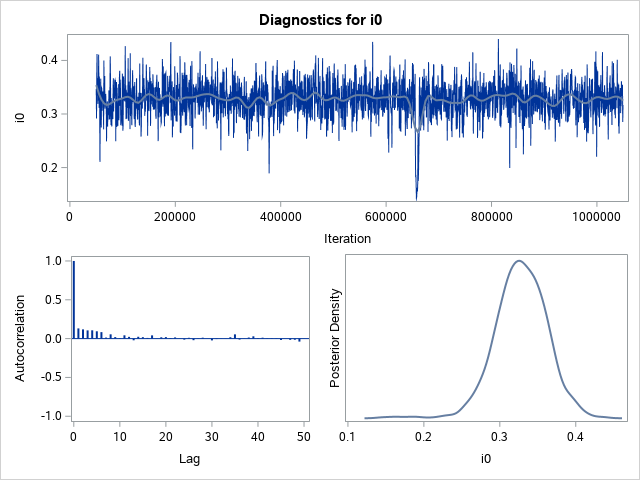 Diagnostics for i0
0.4
0.3
0.2
i0
0 200000 400000 600000 800000 1000000
Iteration
1.0
0.5
0.0
-0.5
-1.0
Autocorrelation
0 10 20 30 40 50
Lag
Posterior Density
0.1 0.2 0.3 0.4
i0